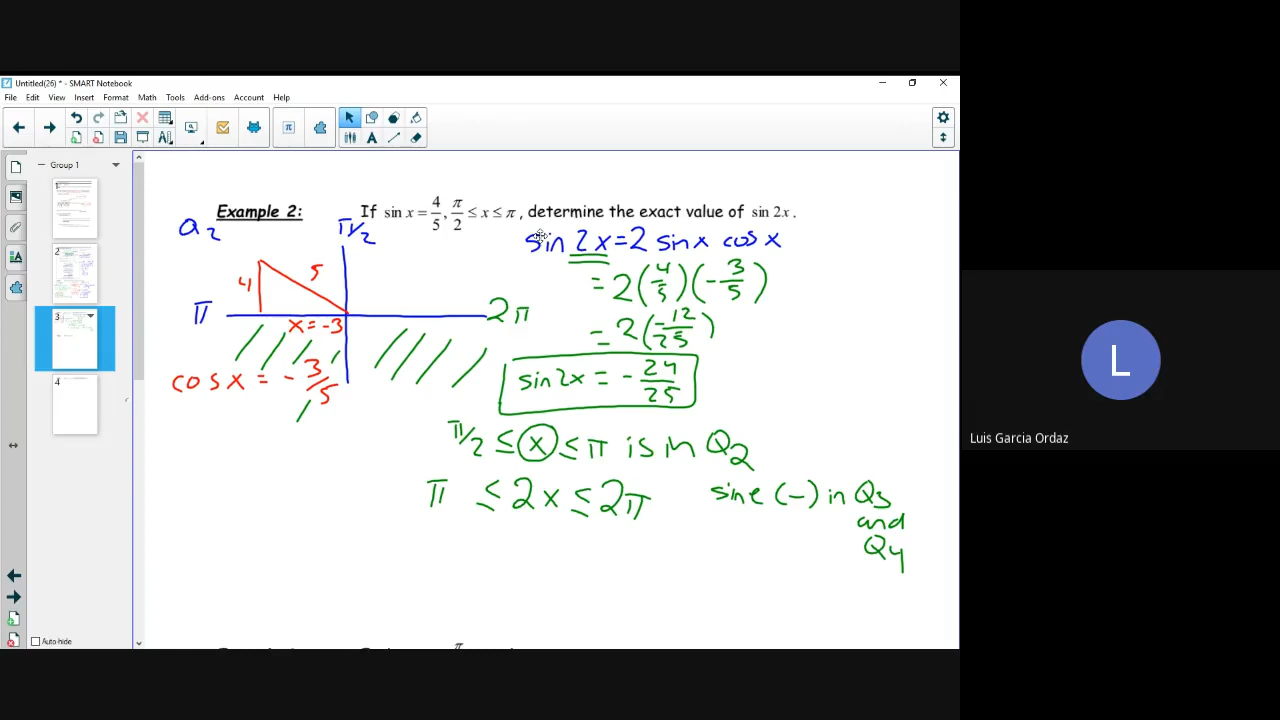 Untitled(26) * - SMART Notebook
File Edit View Insert Format Math Tools Add-ons Account Help
Group 1
2
3
4
Example 2: If sin x = 4/5, π/2 ≤ x ≤ π, determine the exact value of sin 2x.
Q2
π/2
sin 2x = 2 sin x cos x
4 5
= 2(4/5)(-3/5)
π 2π
x = -3
= 2(-12/25)
cos x = -3/5
sin 2x = -24/25
π/2 ≤ x ≤ π is in Q2
π ≤ 2x ≤ 2π sine (-) in Q3
and
Q4
Auto hide
L
Luis Garcia Ordaz